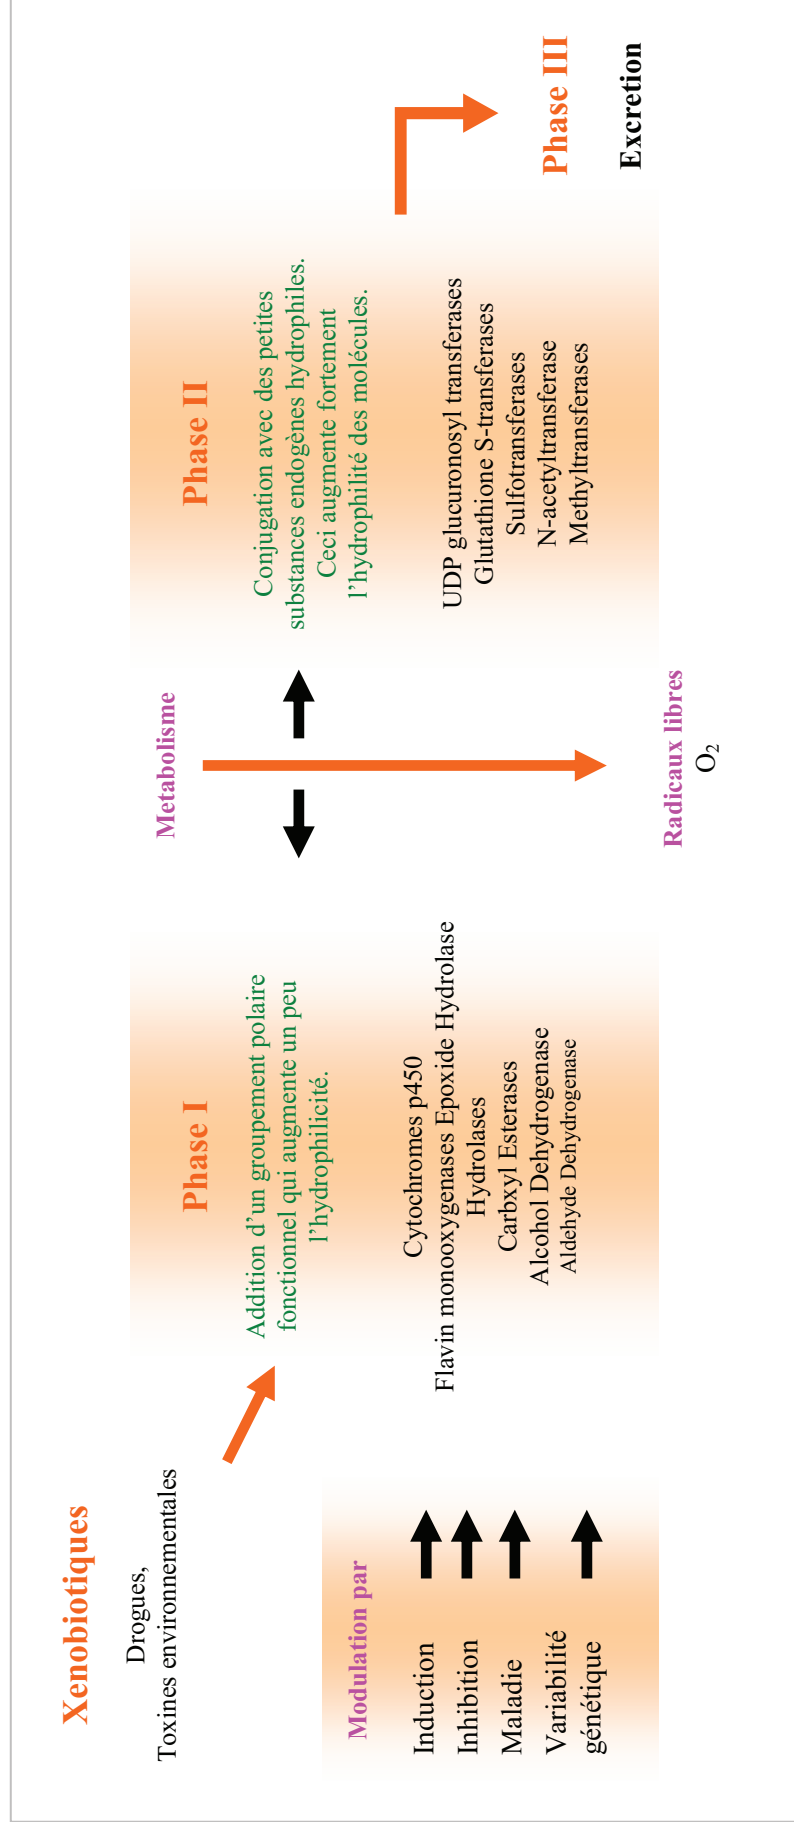 Xenobiotiques
Drogues,
Toxines environnementales
Modulation par
Induction
Inhibition
Maladie
Variabilité
génétique
Phase I
Addition d’un groupement polaire
fonctionnel qui augmente un peu
l’hydrophilicité.
Cytochromes p450
Flavin monooxygenases Epoxide Hydrolase
Hydrolases
Carbxyl Esterases
Alcohol Dehydrogenase
Aldehyde Dehydrogenase
Metabolisme
Radicaux libres
O₂
Phase II
Conjugation avec des petites
substances endogènes hydrophiles.
Ceci augmente fortement
l’hydrophilité des molécules.
UDP glucuronosyl transferases
Glutathione S-transferases
Sulfotransferases
N-acetyltransferase
Methyltransferases
Phase III
Excretion